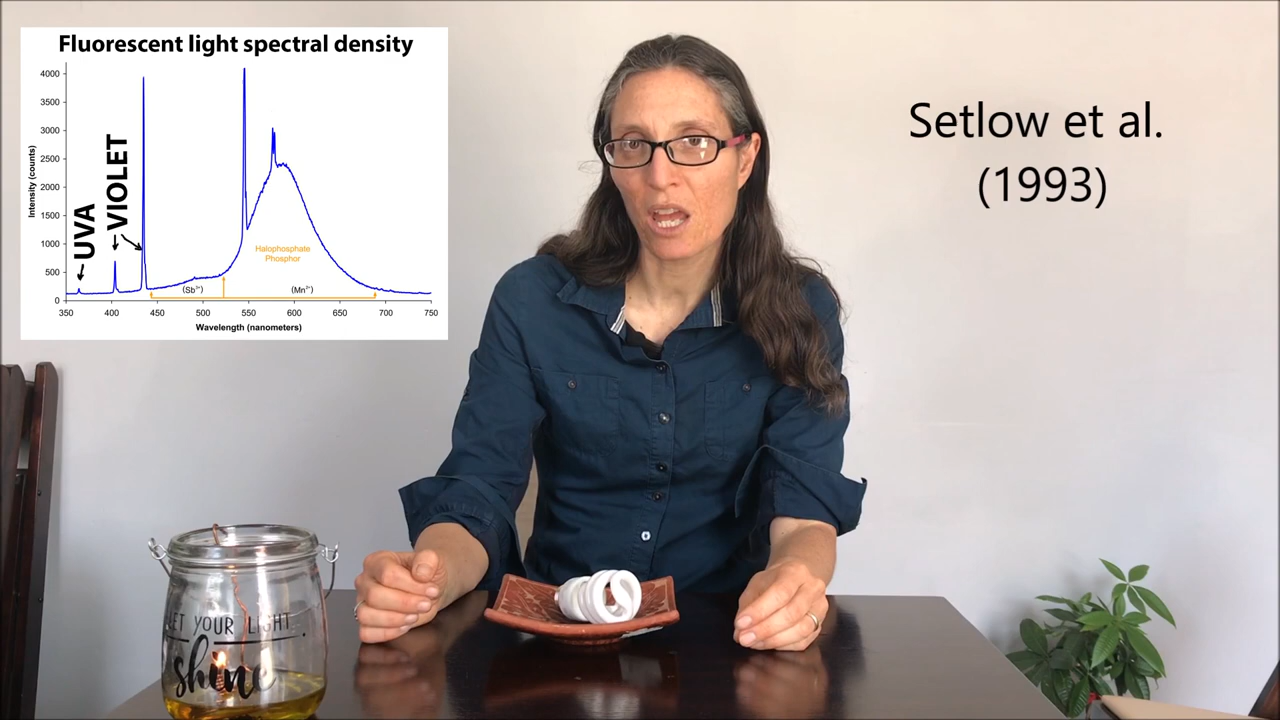 Fluorescent light spectral density
Intensity (counts)
4000
3500
3000
2500
2000
1500
1000
500
0
UVA
VIOLET
Halophosphate
Phosphor
(Sb³⁺)
(Mn²⁺)
350 400 450 500 550 600 650 700 750
Wavelength (nanometers)
Setlow et al.
(1993)
LET YOUR LIGHT
shine